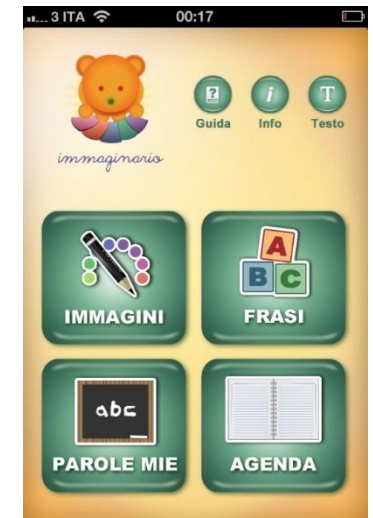 3 ITA 00:17
?
i
T
Guida Info Testo
immaginario
A
B C
IMMAGINI FRASI
abc
PAROLE MIE AGENDA